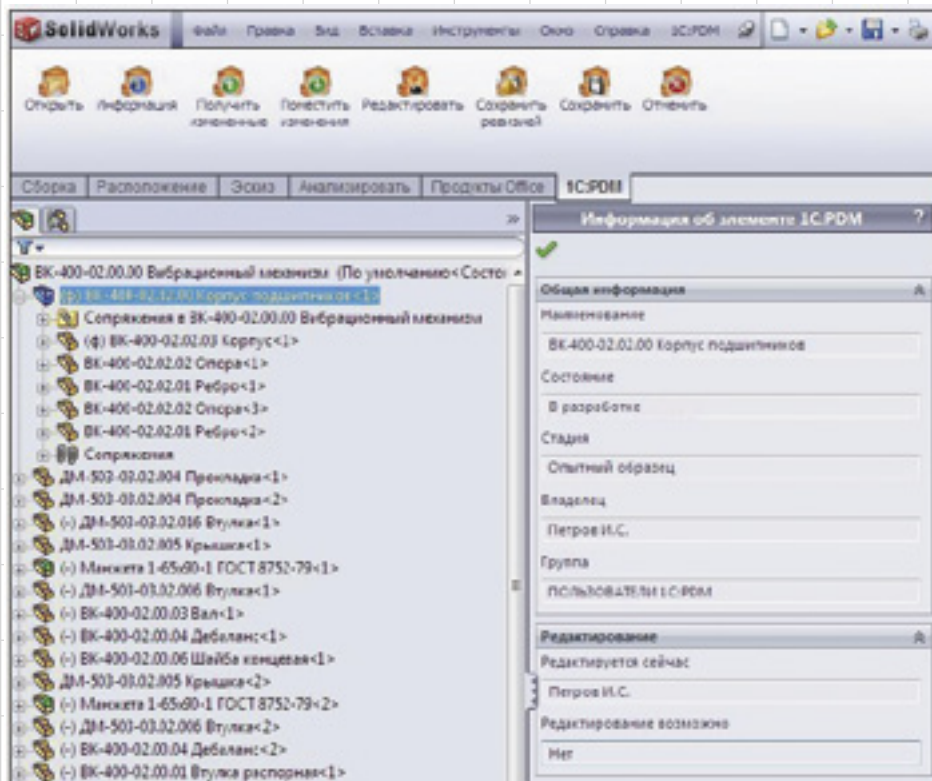 SolidWorks
Файл Правка Вид Вставка Инструменты Окно Справка 1C:PDM
Открыть Информация Получить измененные Поместить изменения Редактировать Сохранить ревизией Сохранить Отменить
Сборка Расположение Эскиз Анализировать Продукты Office 1C:PDM
ВК-400-02.00.00 Вибрационный механизм (По умолчанию<Состо
(ф) ВК-400-02.02.00 Корпус подшипников<1>
Сопряжения в ВК-400-02.00.00 Вибрационный механизм
(ф) ВК-400-02.02.03 Корпус<1>
ВК-400-02.02.02 Опора<1>
ВК-400-02.02.01 Ребро<1>
ВК-400-02.02.02 Опора<3>
ВК-400-02.02.01 Ребро<2>
Сопряжения
ДМ-503-03.02.004 Прокладка<1>
ДМ-503-03.02.004 Прокладка<2>
(-) ДМ-503-03.02.016 Втулка<1>
ДМ-503-03.02.005 Крышка<1>
(-) Манжета 1-65х90-1 ГОСТ 8752-79<1>
(-) ДМ-503-03.02.006 Втулка<1>
(-) ВК-400-02.00.03 Вал<1>
(-) ВК-400-02.00.04 Дебаланс<1>
(-) ВК-400-02.00.06 Шайба концевая<1>
ДМ-503-03.02.005 Крышка<2>
(-) Манжета 1-65х90-1 ГОСТ 8752-79<2>
(-) ДМ-503-03.02.006 Втулка<2>
(-) ВК-400-02.00.04 Дебаланс<2>
(-) ВК-400-02.00.01 Втулка распорная<1>
Информация об элементе 1C:PDM ?
Общая информация
Наименование
ВК-400-02.02.00 Корпус подшипников
Состояние
В разработке
Стадия
Опытный образец
Владелец
Петров И.С.
Группа
ПОЛЬЗОВАТЕЛИ 1C-PDM
Редактирование
Редактируется сейчас
Петров И.С.
Редактирование возможно
Нет